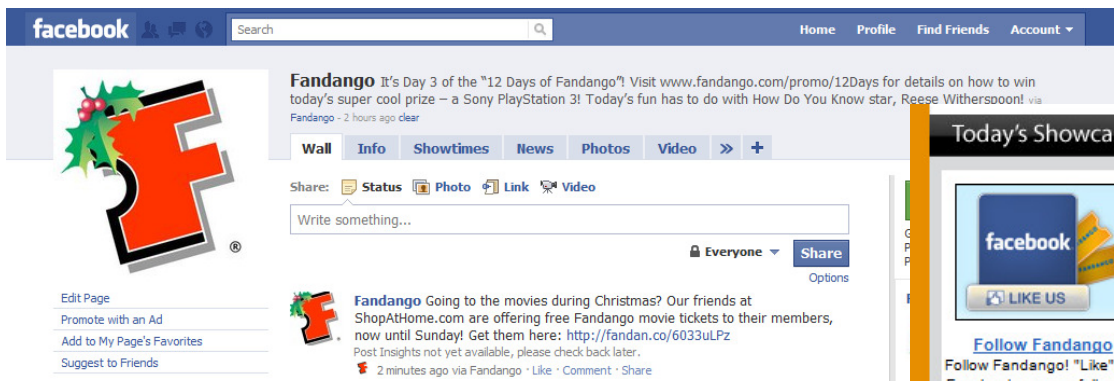 facebook
Search
Home Profile Find Friends Account
Fandango It's Day 3 of the "12 Days of Fandango"! Visit www.fandango.com/promo/12Days for details on how to win
today's super cool prize – a Sony PlayStation 3! Today's fun has to do with How Do You Know star, Reese Witherspoon! via
Fandango - 2 hours ago clear
Wall Info Showtimes News Photos Video » +
Share: Status Photo Link Video
Write something...
Everyone Share
Options
®
Edit Page
Promote with an Ad
Add to My Page's Favorites
Suggest to Friends
Fandango Going to the movies during Christmas? Our friends at
ShopAtHome.com are offering free Fandango movie tickets to their members,
now until Sunday! Get them here: http://fandan.co/6033uLPz
Post Insights not yet available, please check back later.
2 minutes ago via Fandango · Like · Comment · Share
Today's Showca
facebook
LIKE US
Follow Fandango
Follow Fandango! "Like"